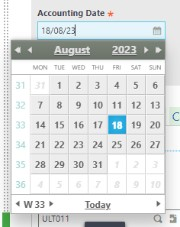 Accounting Date *
18/08/23
August 2023
MON TUE WED THU FRI SAT SUN
31 31 1 2 3 4 5 6
32 7 8 9 10 11 12 13
33 14 15 16 17 18 19 20
34 21 22 23 24 25 26 27
35 28 29 30 31 1 2 3
36 4 5 6 7 8 9 10
W 33 Today
ULT011